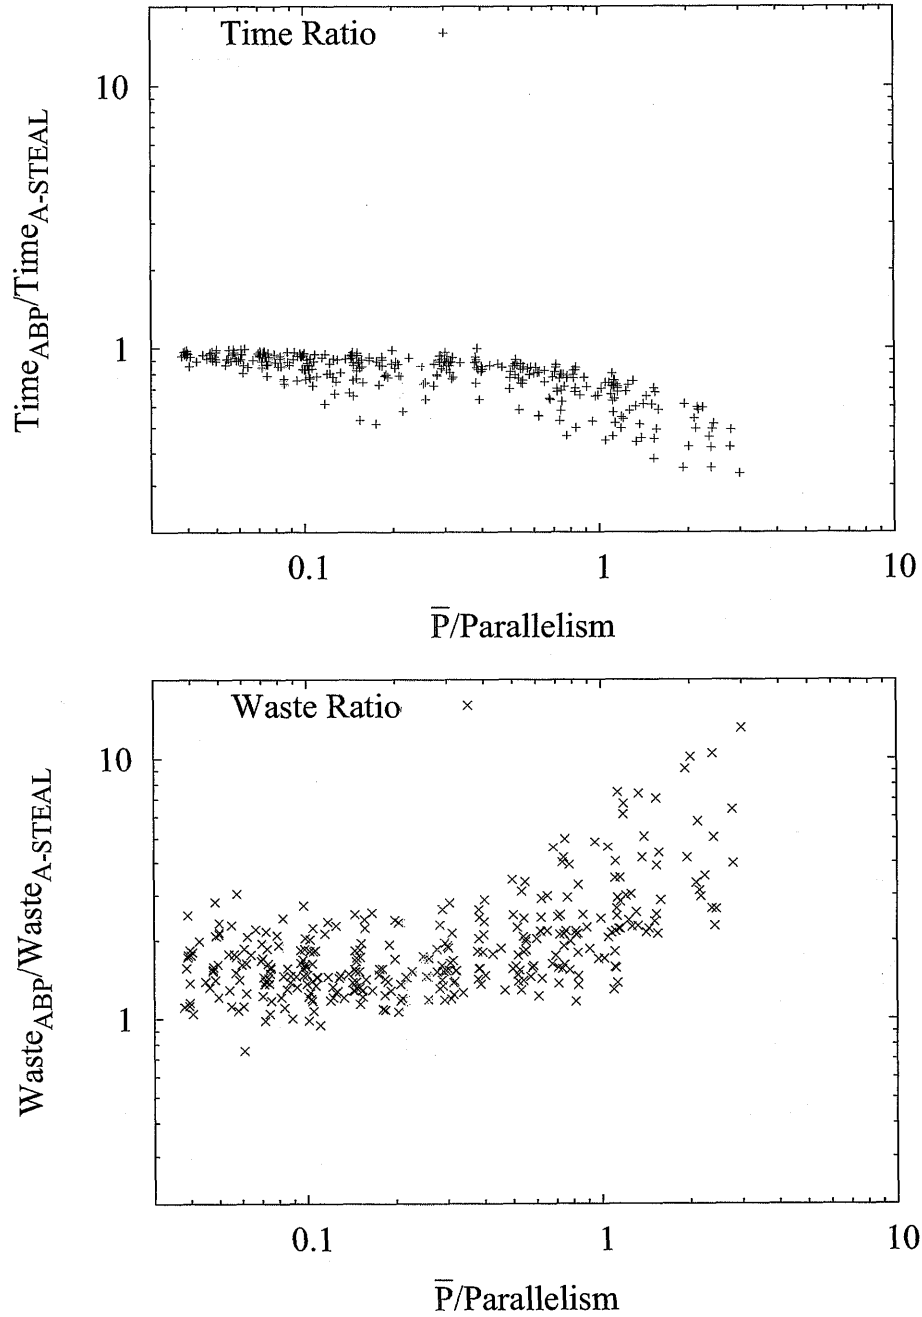 Time Ratio
10
1
Time_ABP/Time_A-STEAL
0.1
1
10
P̅/Parallelism
Waste Ratio
10
1
Waste_ABP/Waste_A-STEAL
0.1
1
10
P̅/Parallelism